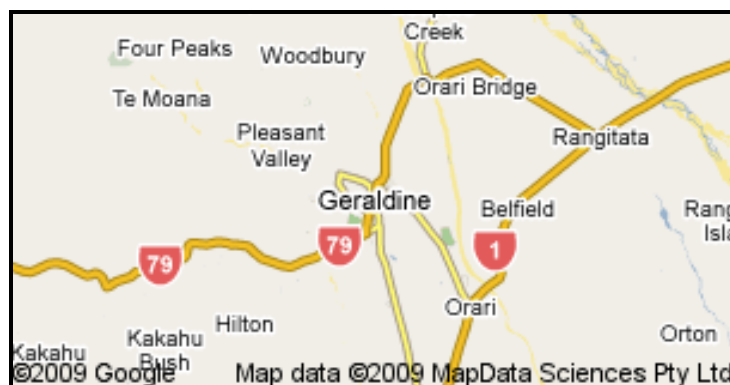 Creek
Four Peaks
Woodbury
Orari Bridge
Te Moana
Pleasant
Valley
Rangitata
Geraldine
Belfield
Isla
79
79
1
Orari
Hilton
Kakahu
Bush
Orton
Kakahu
©2009 Google
Map data ©2009 MapData Sciences Pty Ltd